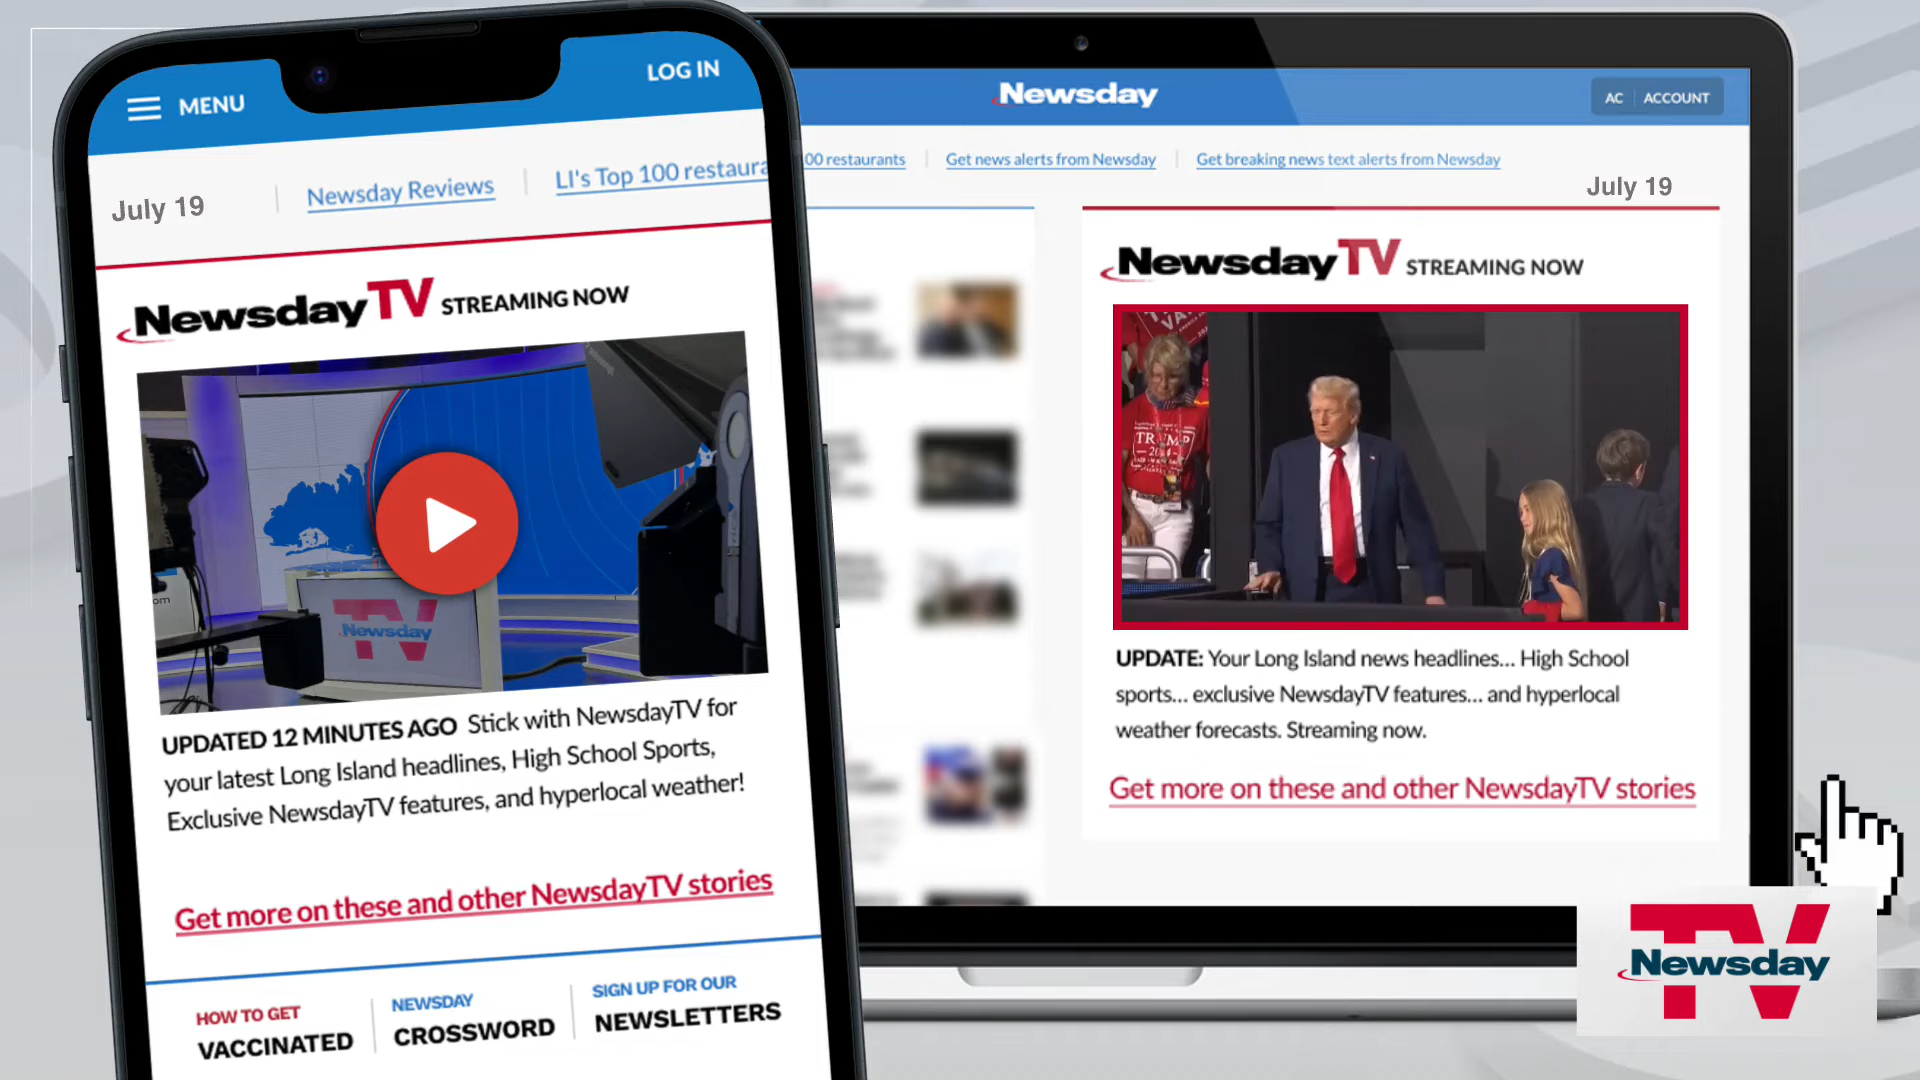 MENU
LOG IN
July 19
Newsday Reviews
LI's Top 100 restaura
NewsdayTV STREAMING NOW
Newsday
TV
UPDATED 12 MINUTES AGO Stick with NewsdayTV for
your latest Long Island headlines, High School Sports,
Exclusive NewsdayTV features, and hyperlocal weather!
Get more on these and other NewsdayTV stories
HOW TO GET
VACCINATED
NEWSDAY
CROSSWORD
SIGN UP FOR OUR
NEWSLETTERS
Newsday
AC ACCOUNT
00 restaurants
Get news alerts from Newsday
Get breaking news text alerts from Newsday
July 19
NewsdayTV STREAMING NOW
TRUMP
UPDATE: Your Long Island news headlines... High School
sports... exclusive NewsdayTV features... and hyperlocal
weather forecasts. Streaming now.
Get more on these and other NewsdayTV stories
TV
Newsday